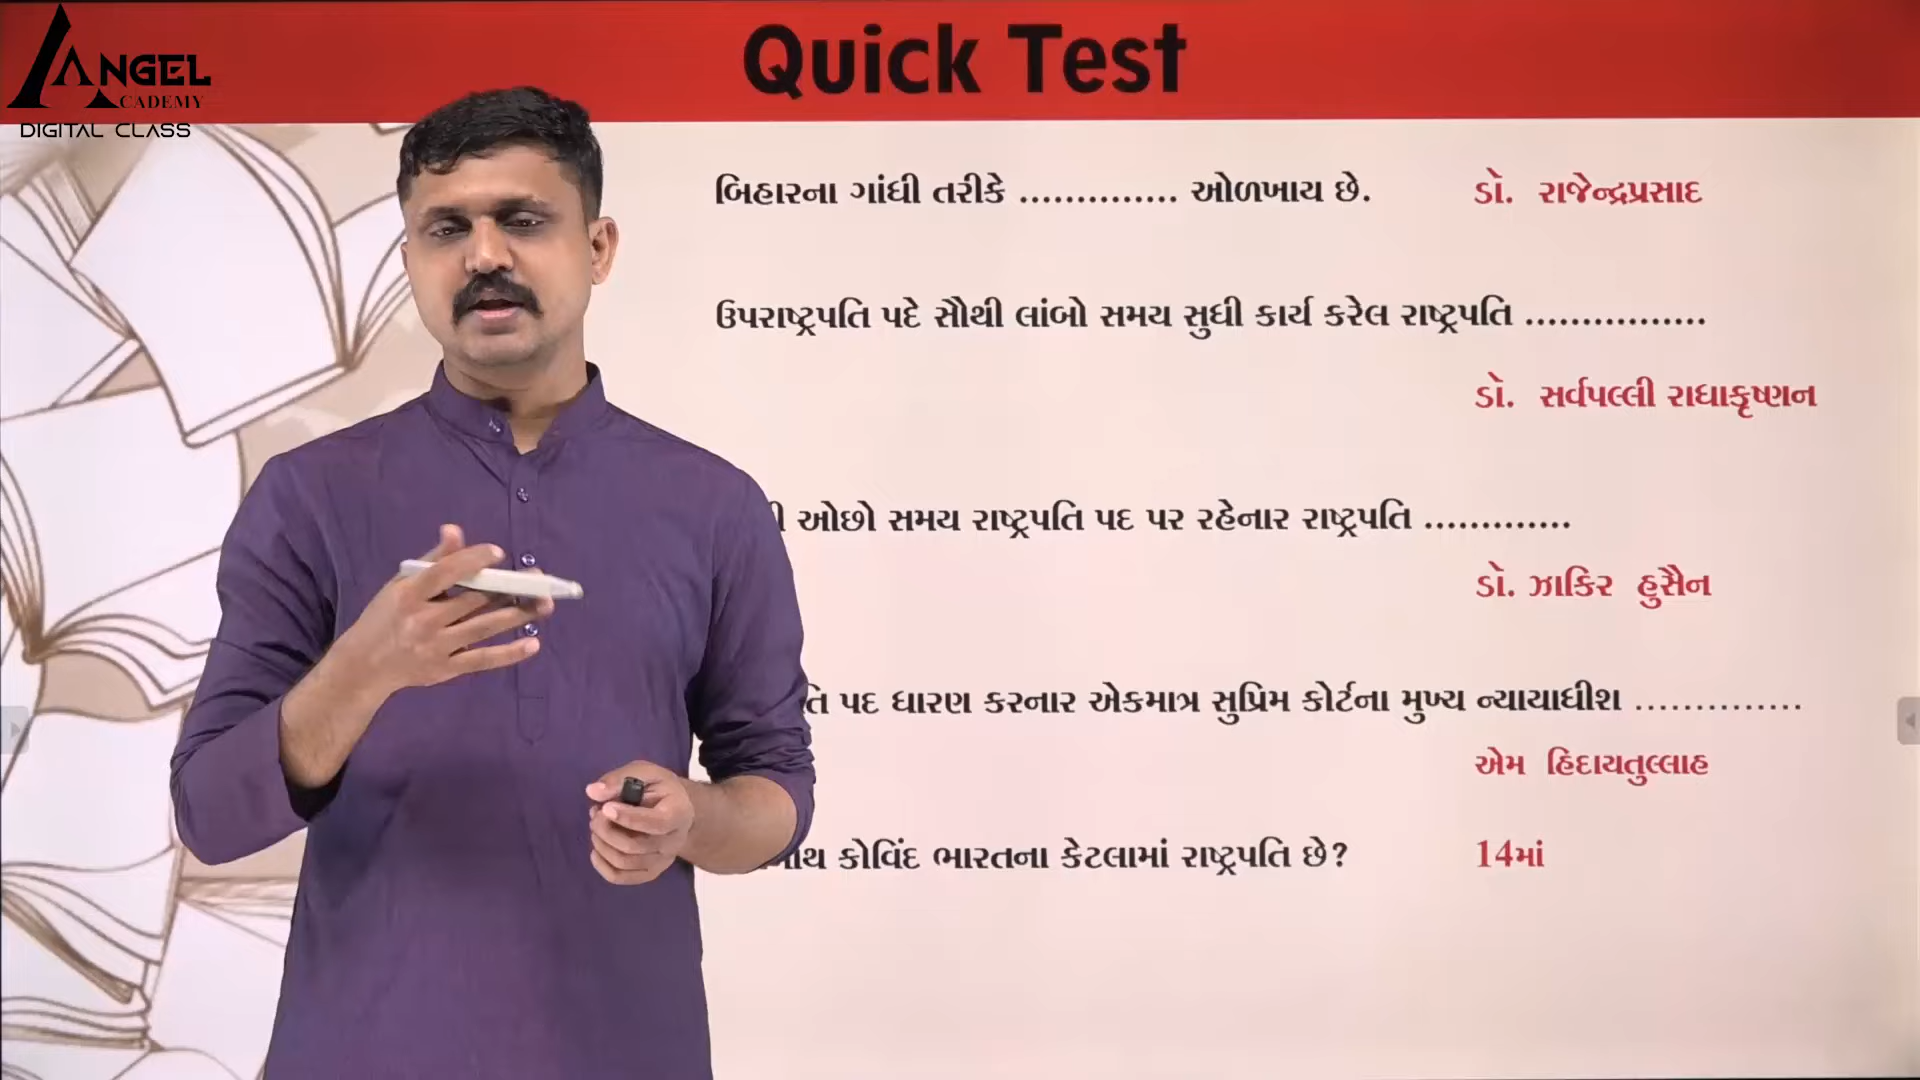 ANGEL
ACADEMY
DIGITAL CLASS
Quick Test
બિહારના ગાંધી તરીકે .............. ઓળખાય છે. ડો. રાજેન્દ્રપ્રસાદ
ઉપરાષ્ટ્રપતિ પદે સૌથી લાંબો સમય સુધી કાર્ય કરેલ રાષ્ટ્રપતિ ................
ડો. સર્વપલ્લી રાધાકૃષ્ણન
ઓછો સમય રાષ્ટ્રપતિ પદ પર રહેનાર રાષ્ટ્રપતિ .............
ડો. ઝાકિર હુસૈન
પદ ધારણ કરનાર એકમાત્ર સુપ્રિમ કોર્ટના મુખ્ય ન્યાયાધીશ ..............
એમ હિદાયતુલ્લાહ
કોવિંદ ભારતના કેટલામાં રાષ્ટ્રપતિ છે? 14માં